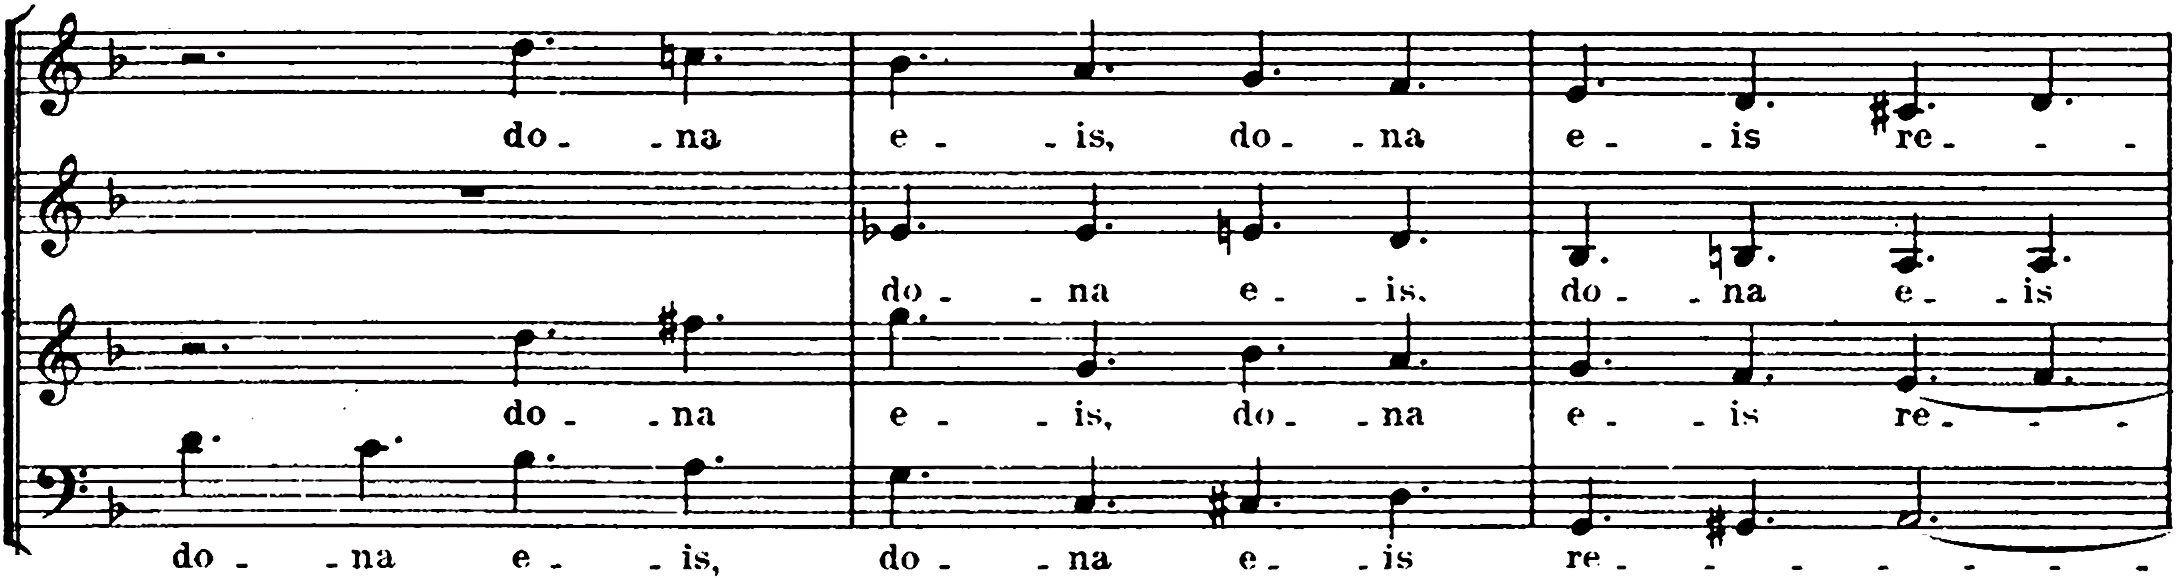 do - - na e - - is, do - - na e - - is re - - -
do - - na e - - is. do - - na e - - is
do - - na e - - is, do - - na e - - is re - - -
do - - na e - - is, do - - na e - - is re - - - - - -